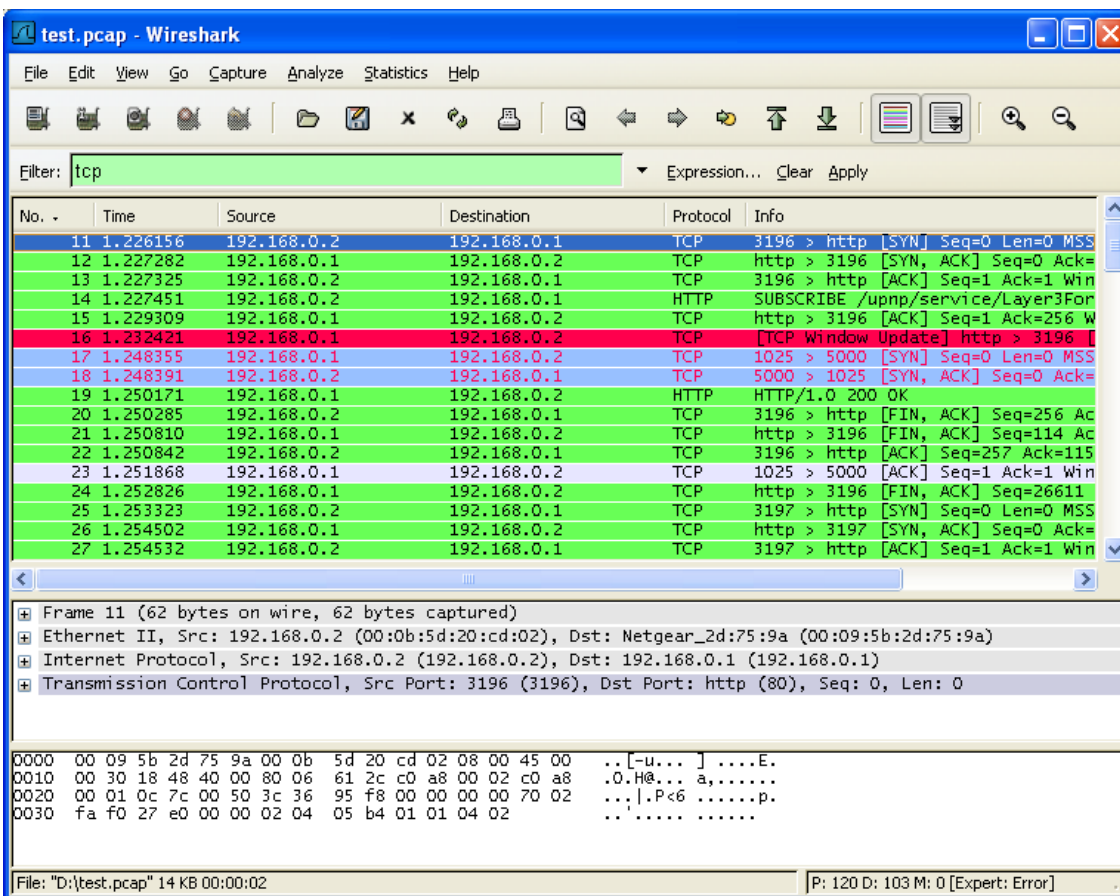 test.pcap - Wireshark
File Edit View Go Capture Analyze Statistics Help
Filter: tcp Expression... Clear Apply
No. Time Source Destination Protocol Info
11 1.226156 192.168.0.2 192.168.0.1 TCP 3196 > http [SYN] Seq=0 Len=0 MSS
12 1.227282 192.168.0.1 192.168.0.2 TCP http > 3196 [SYN, ACK] Seq=0 Ack=
13 1.227325 192.168.0.2 192.168.0.1 TCP 3196 > http [ACK] Seq=1 Ack=1 Win
14 1.227451 192.168.0.2 192.168.0.1 HTTP SUBSCRIBE /upnp/service/Layer3For
15 1.229309 192.168.0.1 192.168.0.2 TCP http > 3196 [ACK] Seq=1 Ack=256 W
16 1.232421 192.168.0.1 192.168.0.2 TCP [TCP Window Update] http > 3196 [
17 1.248355 192.168.0.1 192.168.0.2 TCP 1025 > 5000 [SYN] Seq=0 Len=0 MSS
18 1.248391 192.168.0.2 192.168.0.1 TCP 5000 > 1025 [SYN, ACK] Seq=0 Ack=
19 1.250171 192.168.0.1 192.168.0.2 HTTP HTTP/1.0 200 OK
20 1.250285 192.168.0.2 192.168.0.1 TCP 3196 > http [FIN, ACK] Seq=256 Ac
21 1.250810 192.168.0.1 192.168.0.2 TCP http > 3196 [FIN, ACK] Seq=114 Ac
22 1.250842 192.168.0.2 192.168.0.1 TCP 3196 > http [ACK] Seq=257 Ack=115
23 1.251868 192.168.0.1 192.168.0.2 TCP 1025 > 5000 [ACK] Seq=1 Ack=1 Win
24 1.252826 192.168.0.1 192.168.0.2 TCP http > 3196 [FIN, ACK] Seq=26611
25 1.253323 192.168.0.2 192.168.0.1 TCP 3197 > http [SYN] Seq=0 Len=0 MSS
26 1.254502 192.168.0.1 192.168.0.2 TCP http > 3197 [SYN, ACK] Seq=0 Ack=
27 1.254532 192.168.0.2 192.168.0.1 TCP 3197 > http [ACK] Seq=1 Ack=1 Win
Frame 11 (62 bytes on wire, 62 bytes captured)
Ethernet II, Src: 192.168.0.2 (00:0b:5d:20:cd:02), Dst: Netgear_2d:75:9a (00:09:5b:2d:75:9a)
Internet Protocol, Src: 192.168.0.2 (192.168.0.2), Dst: 192.168.0.1 (192.168.0.1)
Transmission Control Protocol, Src Port: 3196 (3196), Dst Port: http (80), Seq: 0, Len: 0
0000 00 09 5b 2d 75 9a 00 0b 5d 20 cd 02 08 00 45 00 ..[-u... ] ....E.
0010 00 30 18 48 40 00 80 06 61 2c c0 a8 00 02 c0 a8 .0.H@... a,......
0020 00 01 0c 7c 00 50 3c 36 95 f8 00 00 00 00 70 02 ...|.P<6 ......p.
0030 fa f0 27 e0 00 00 02 04 05 b4 01 01 04 02 ..'..... ......
File: "D:\test.pcap" 14 KB 00:00:02 P: 120 D: 103 M: 0 [Expert: Error]